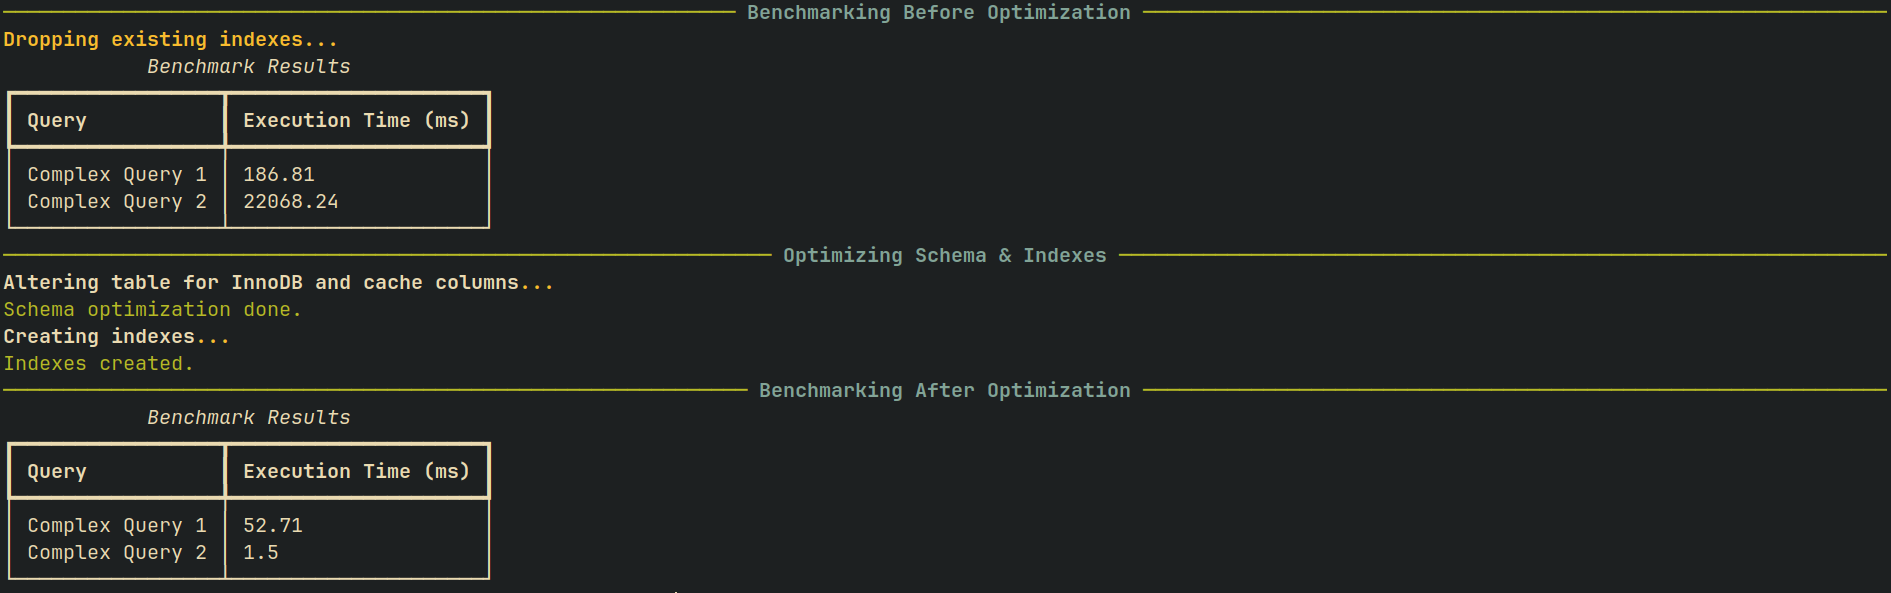 Benchmarking Before Optimization
Dropping existing indexes...
Benchmark Results
Query Execution Time (ms)
Complex Query 1 186.81
Complex Query 2 22068.24
Optimizing Schema & Indexes
Altering table for InnoDB and cache columns...
Schema optimization done.
Creating indexes...
Indexes created.
Benchmarking After Optimization
Benchmark Results
Query Execution Time (ms)
Complex Query 1 52.71
Complex Query 2 1.5